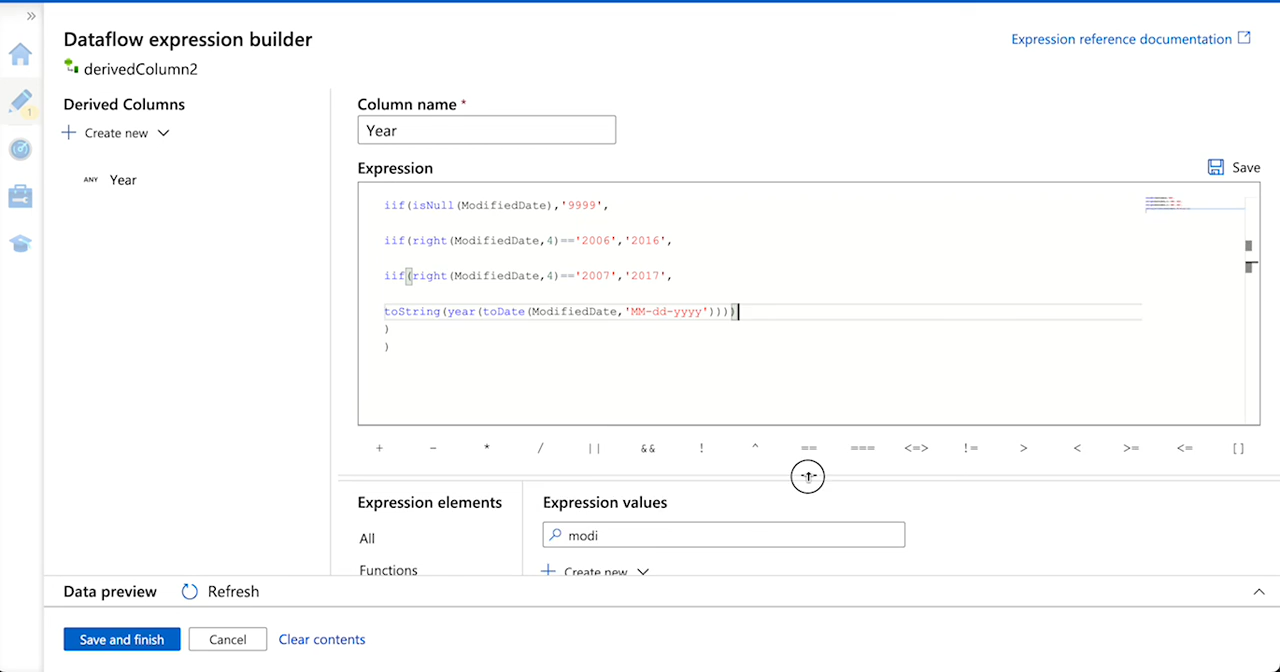 Dataflow expression builder
Expression reference documentation
derivedColumn2
Derived Columns
Create new
ANY Year
1
Column name *
Year
Expression
Save
iif(isNull(ModifiedDate),'9999',
iif(right(ModifiedDate,4)=='2006','2016',
iif(right(ModifiedDate,4)=='2007','2017',
toString(year(toDate(ModifiedDate,'MM-dd-yyyy'))))
)
)
+ - * / || && ! ^ == === <=> != > < >= <= []
Expression elements
All
Functions
Expression values
modi
Create new
Data preview
Refresh
Save and finish
Cancel
Clear contents